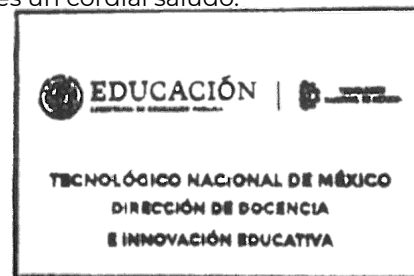 es un cordial saludo.
EDUCACIÓN
TECNOLÓGICO NACIONAL DE MÉXICO
DIRECCIÓN DE DOCENCIA
E INNOVACIÓN EDUCATIVA